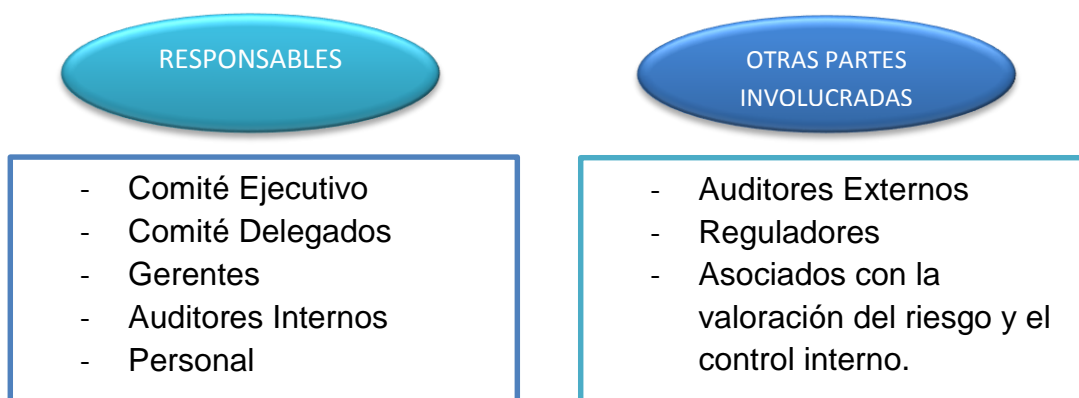 RESPONSABLES
- Comité Ejecutivo
- Comité Delegados
- Gerentes
- Auditores Internos
- Personal
OTRAS PARTES
INVOLUCRADAS
- Auditores Externos
- Reguladores
- Asociados con la
valoración del riesgo y el
control interno.